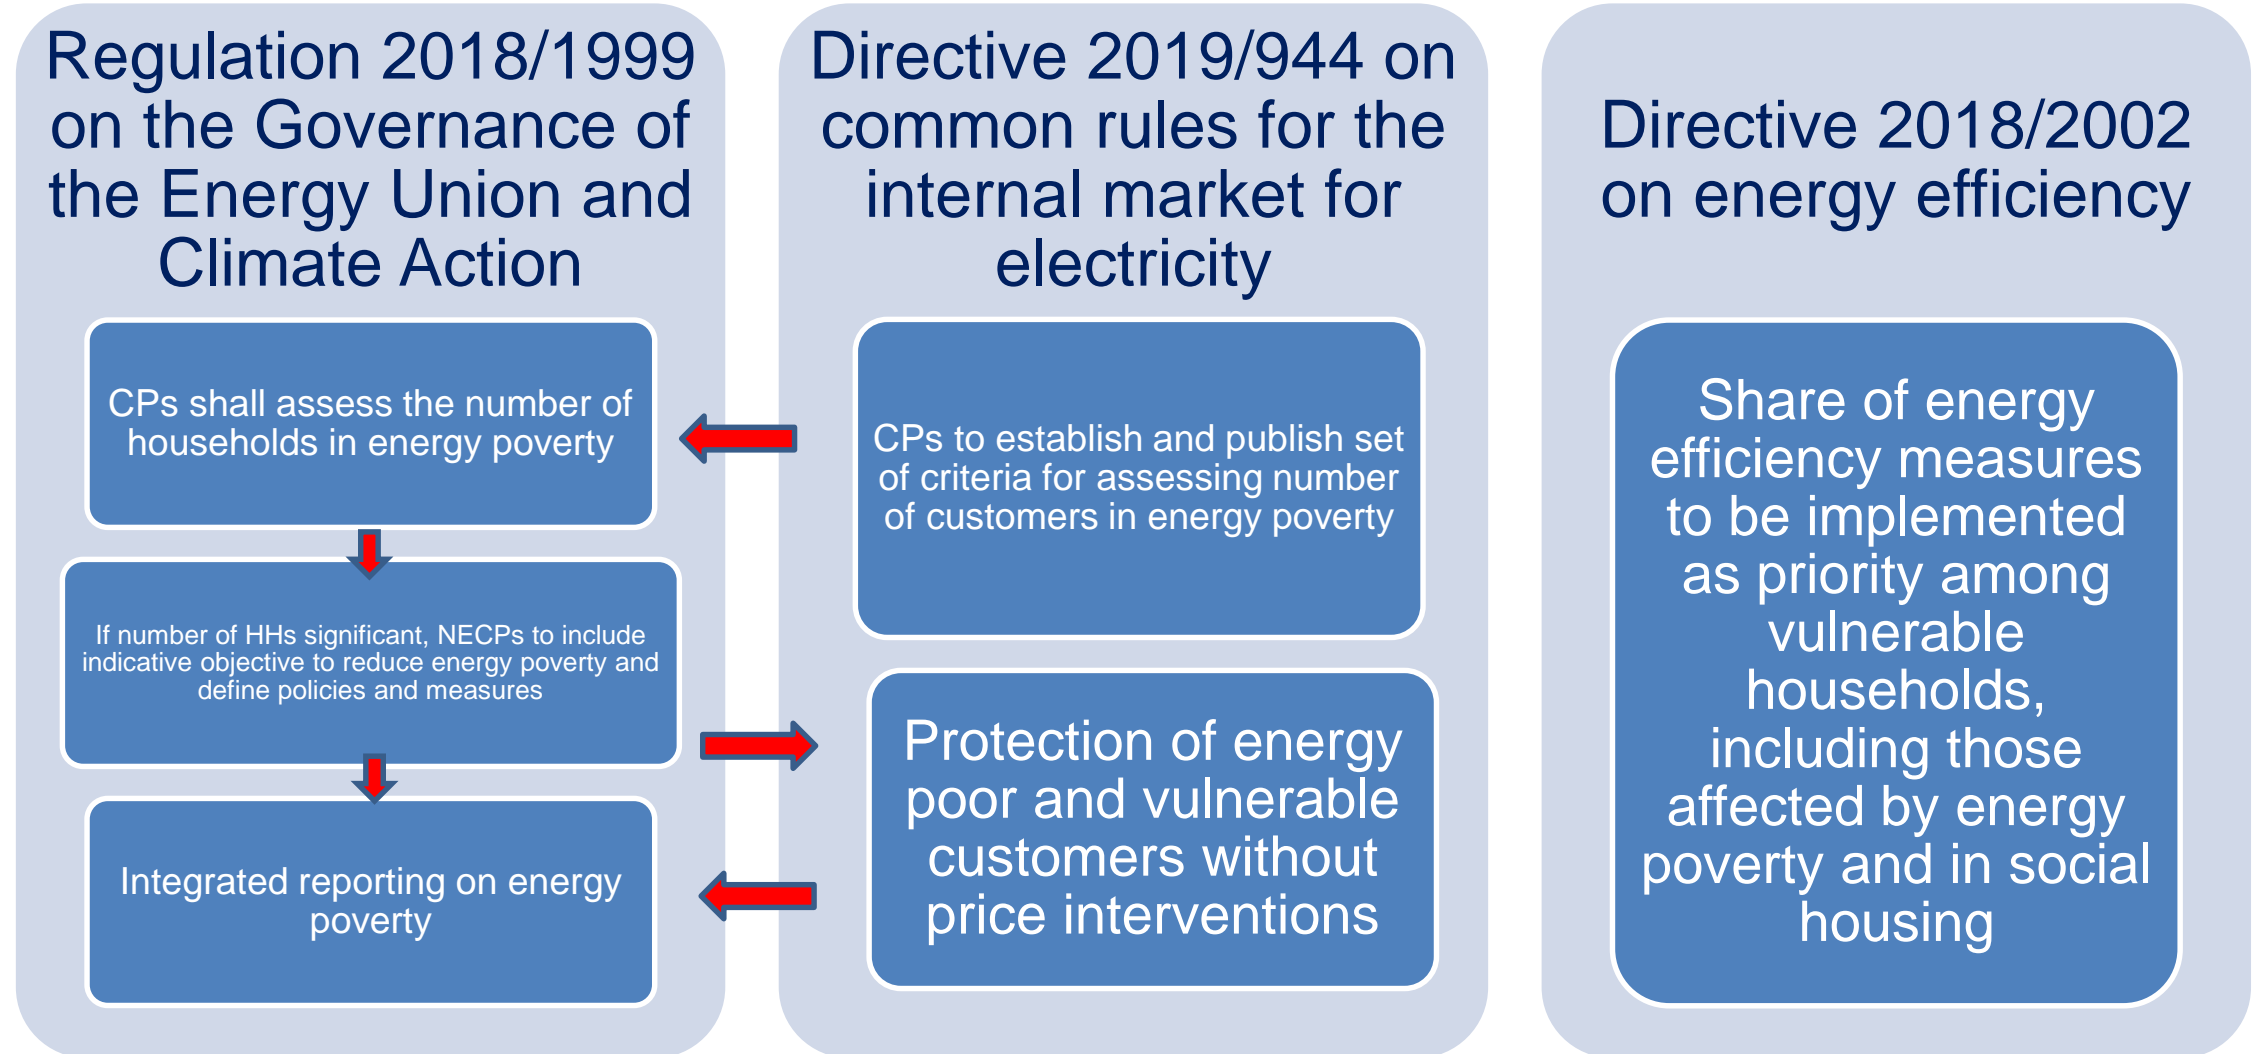 Regulation 2018/1999
on the Governance of
the Energy Union and
Climate Action
CPs shall assess the number of
households in energy poverty
If number of HHs significant, NECPs to include
indicative objective to reduce energy poverty and
define policies and measures
Integrated reporting on energy
poverty
Directive 2019/944 on
common rules for the
internal market for
electricity
CPs to establish and publish set
of criteria for assessing number
of customers in energy poverty
Protection of energy
poor and vulnerable
customers without
price interventions
Directive 2018/2002
on energy efficiency
Share of energy
efficiency measures
to be implemented
as priority among
vulnerable
households,
including those
affected by energy
poverty and in social
housing